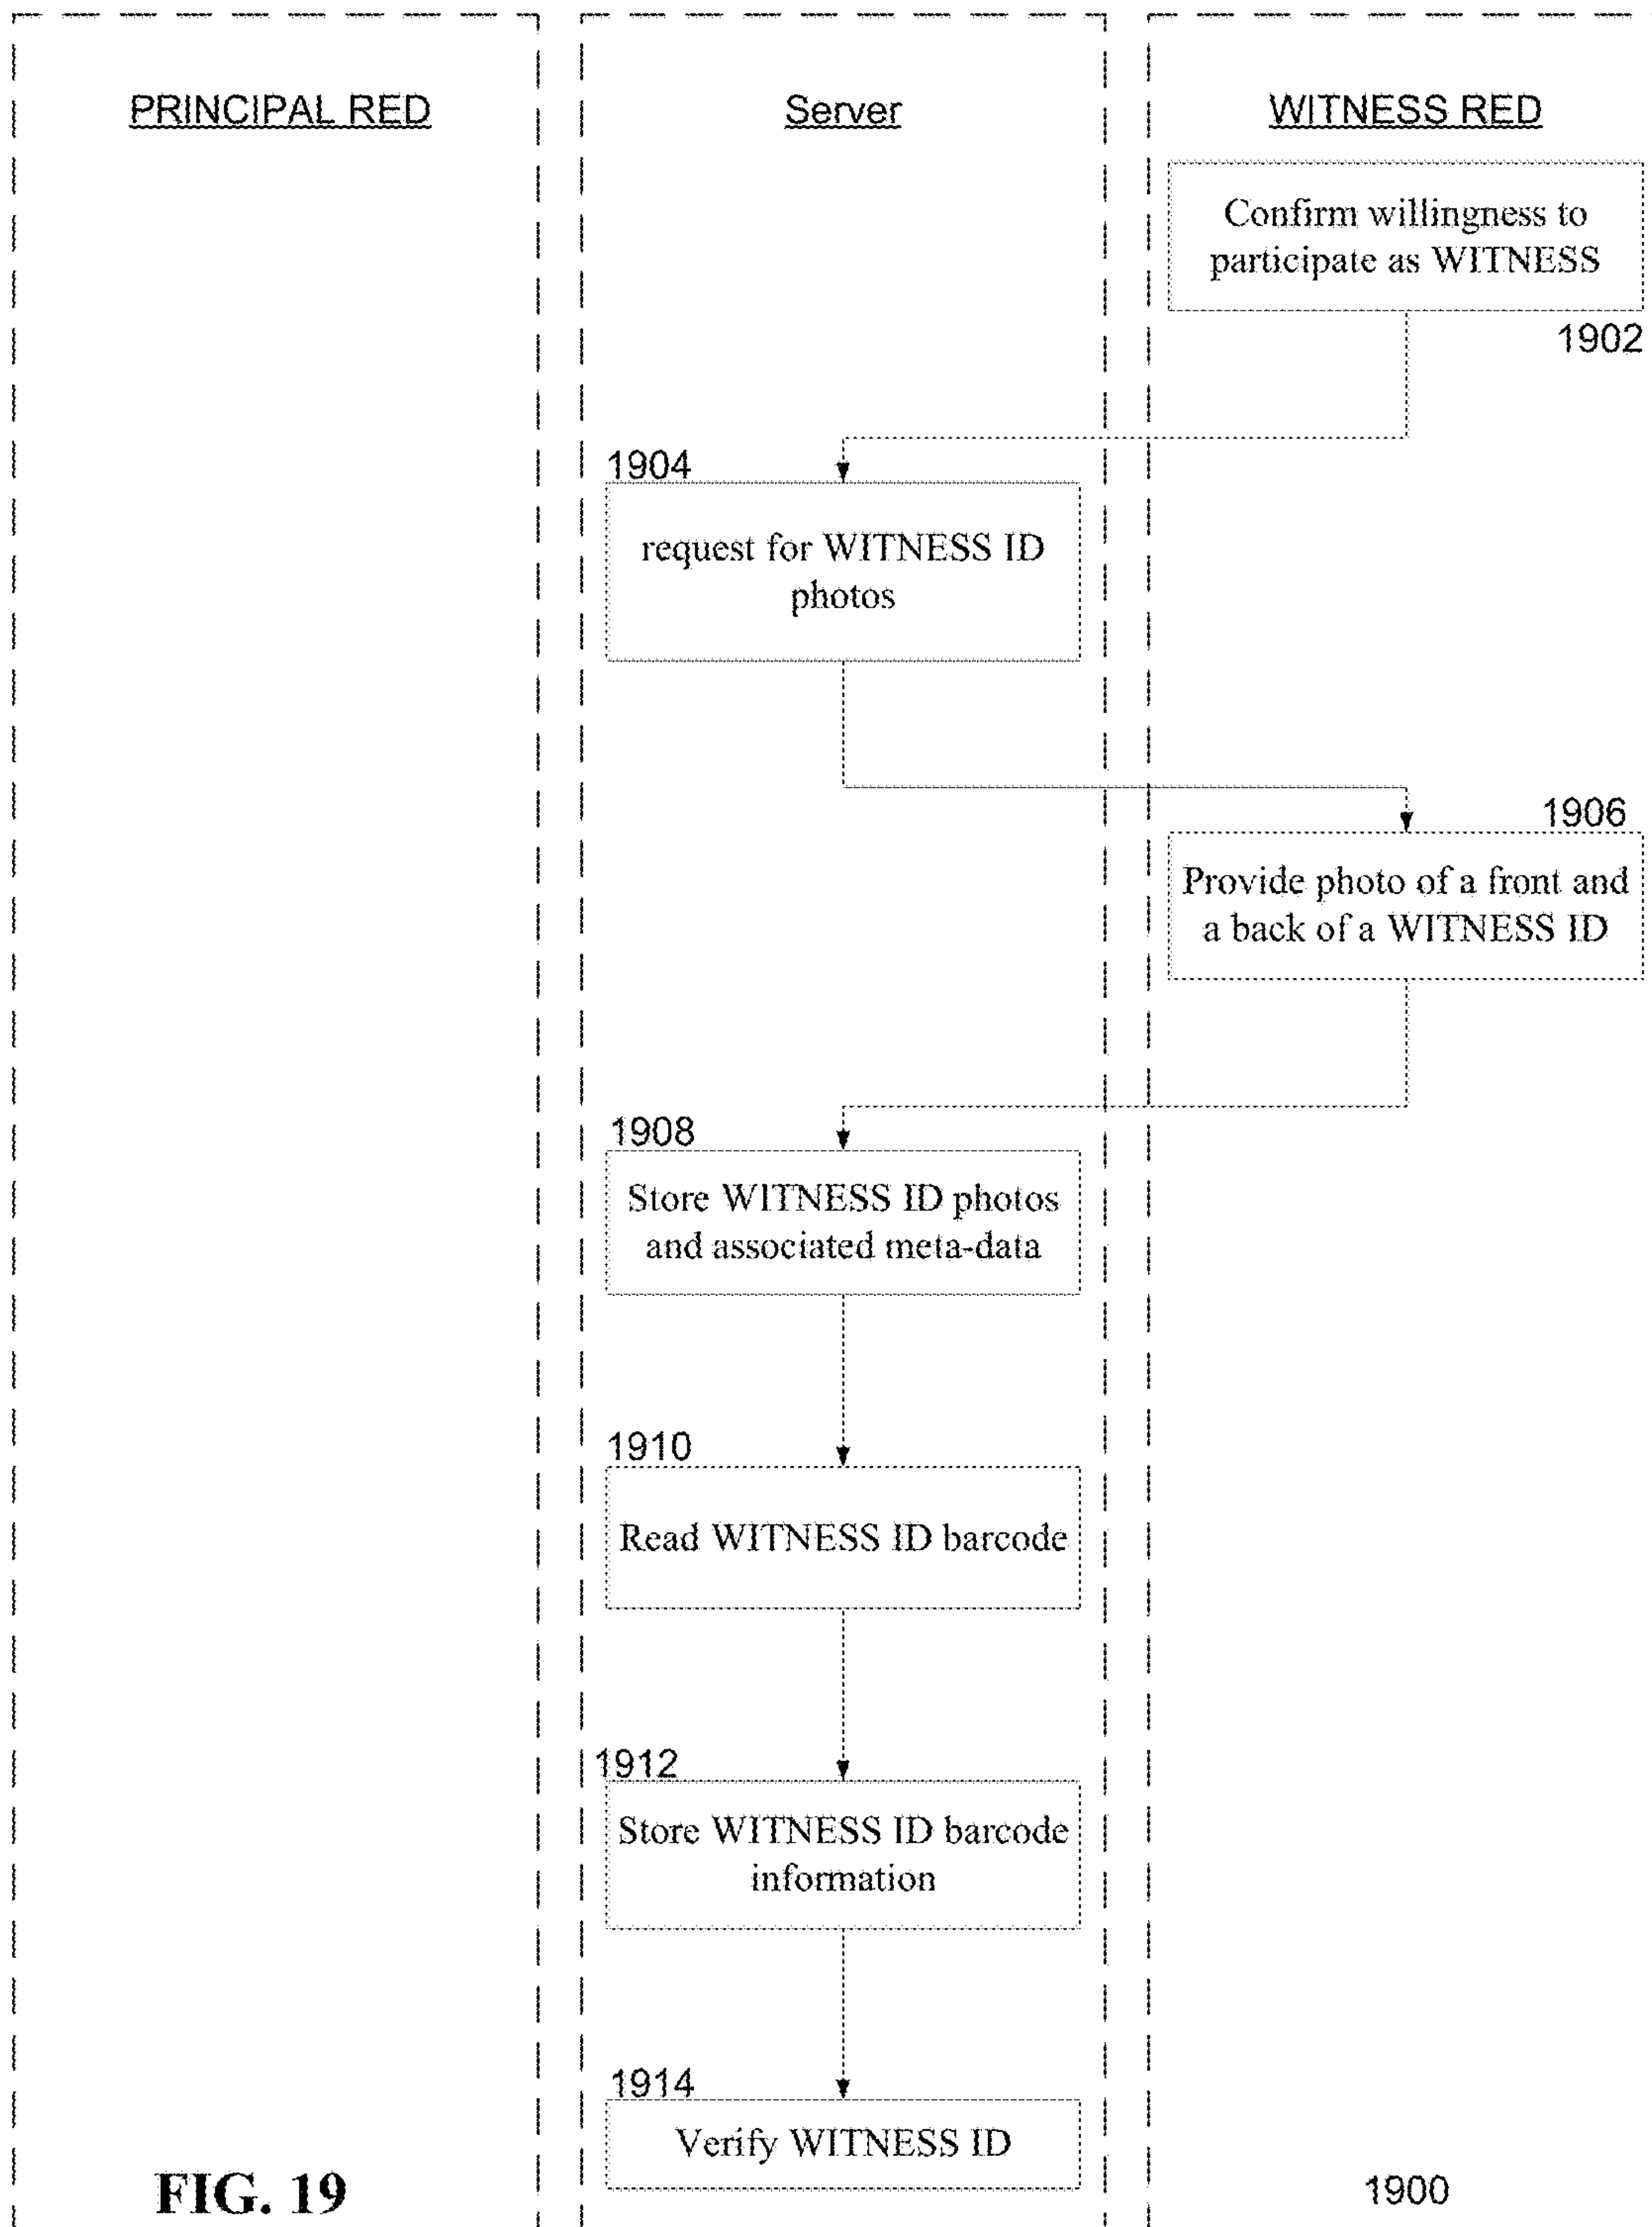 PRINCIPAL RED
Server
WITNESS RED
Confirm willingness to
participate as WITNESS
1902
1904
request for WITNESS ID
photos
1906
Provide photo of a front and
a back of a WITNESS ID
1908
Store WITNESS ID photos
and associated meta-data
1910
Read WITNESS ID barcode
1912
Store WITNESS ID barcode
information
1914
Verify WITNESS ID
FIG. 19
1900